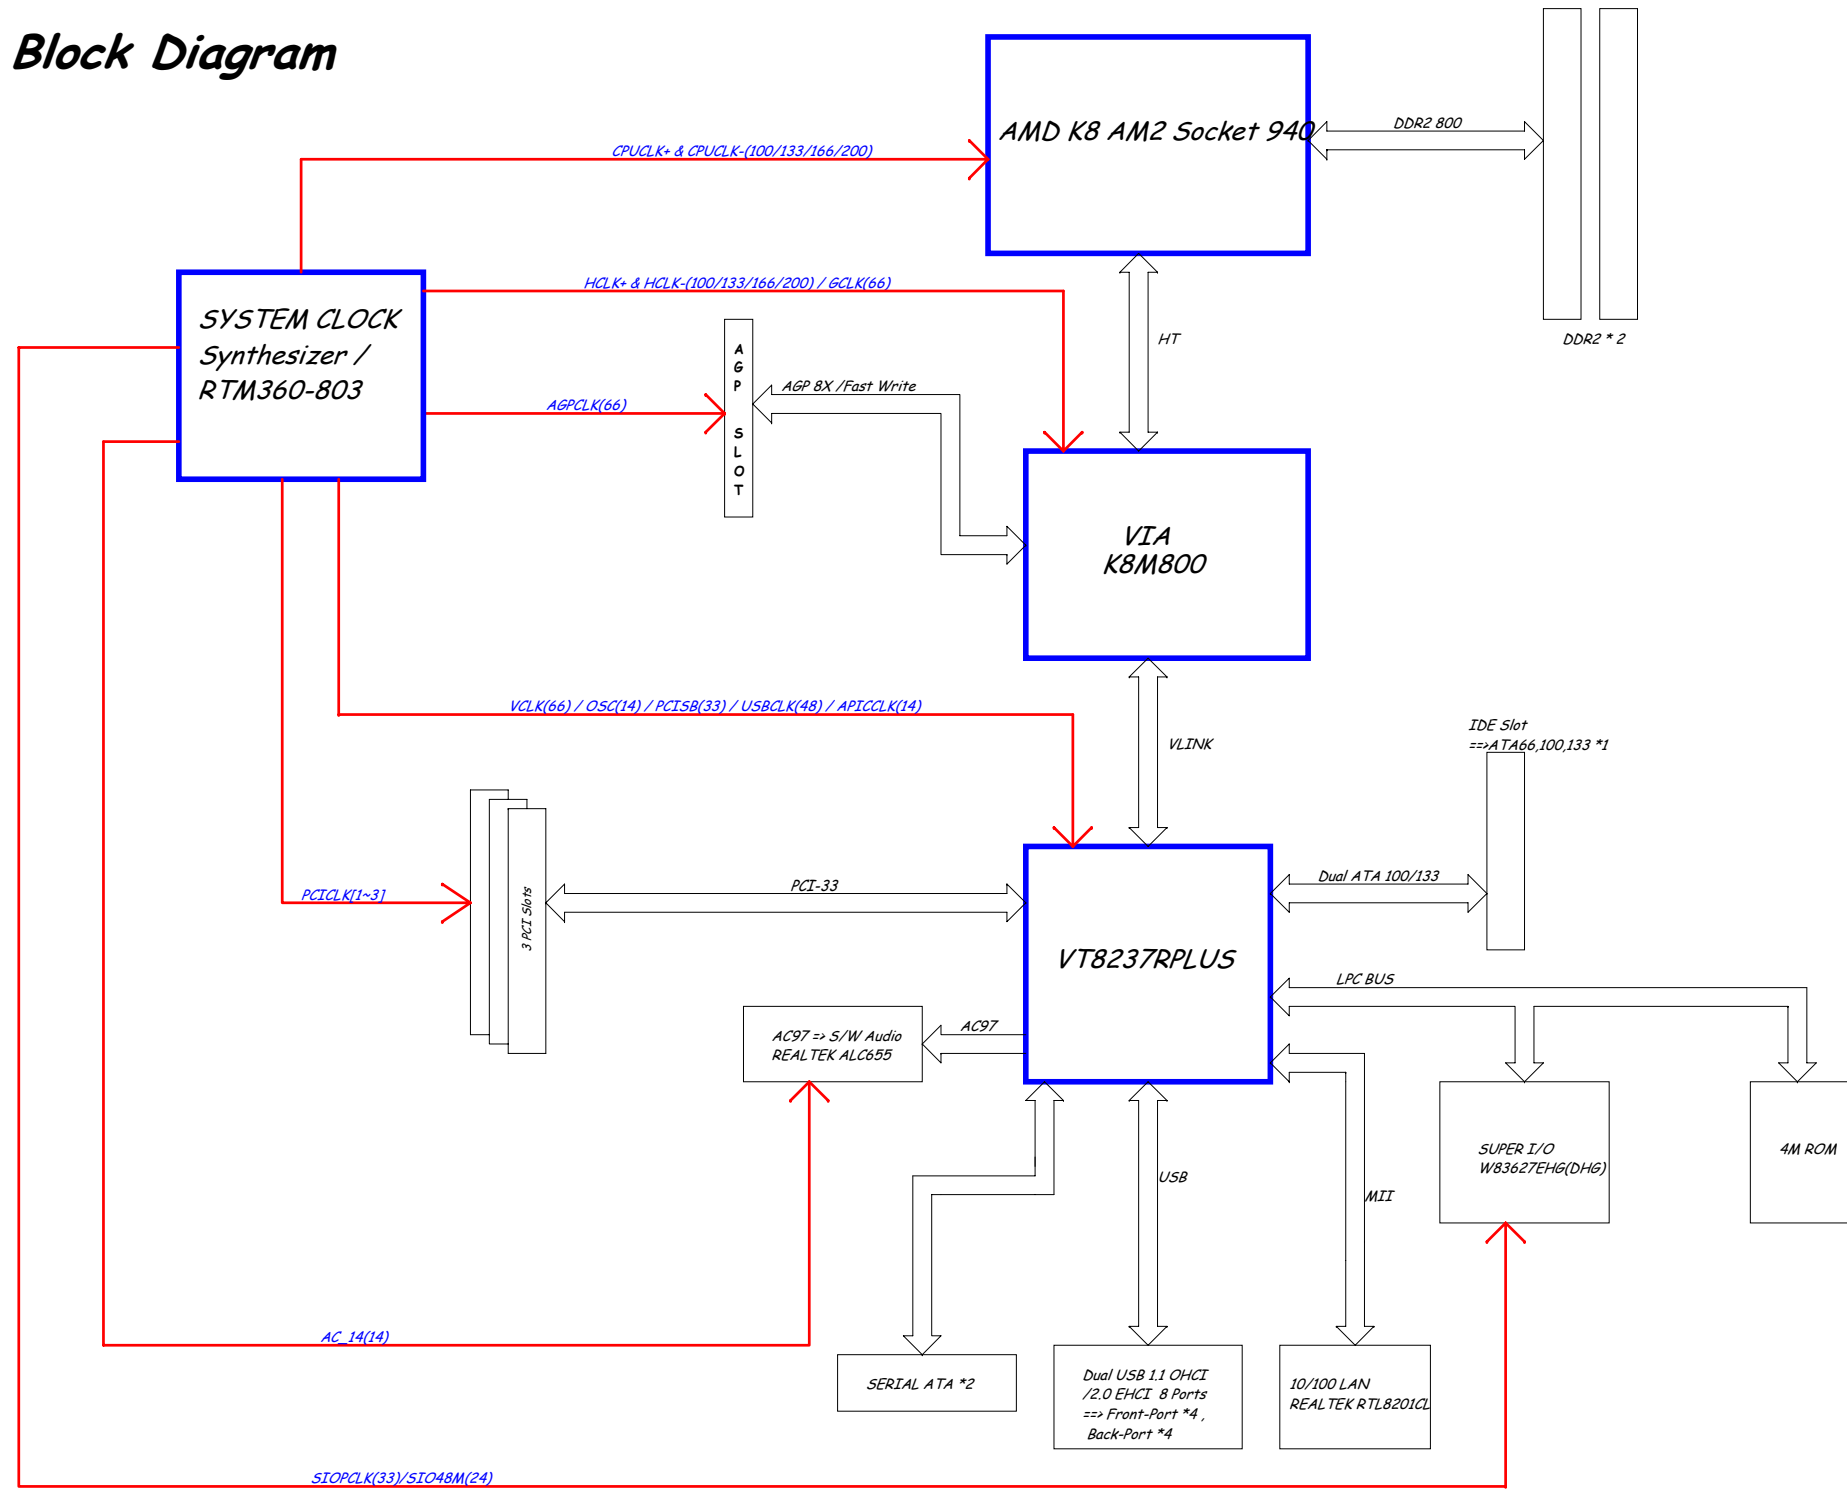 Block Diagram
AMD K8 AM2 Socket 940
DDR2 800
CPUCLK+ & CPUCLK-(100/133/166/200)
HCLK+ & HCLK-(100/133/166/200) / GCLK(66)
SYSTEM CLOCK
Synthesizer /
RTM360-803
DDR2 * 2
HT
AGP SLOT
AGP 8X /Fast Write
AGPCLK(66)
VIA
K8M800
VCLK(66) / OSC(14) / PCISB(33) / USBCLK(48) / APICCLK(14)
VLINK
IDE Slot
==>ATA66,100,133 *1
PCICLK[1~3]
3 PCI Slots
PCI-33
Dual ATA 100/133
VT8237RPLUS
LPC BUS
AC97 => S/W Audio
REALTEK ALC655
AC97
SUPER I/O
W83627EHG(DHG)
4M ROM
USB
MII
AC_14(14)
SERIAL ATA *2
Dual USB 1.1 OHCI
/2.0 EHCI 8 Ports
==> Front-Port *4 ,
Back-Port *4
10/100 LAN
REALTEK RTL8201CL
SIOPCLK(33)/SIO48M(24)